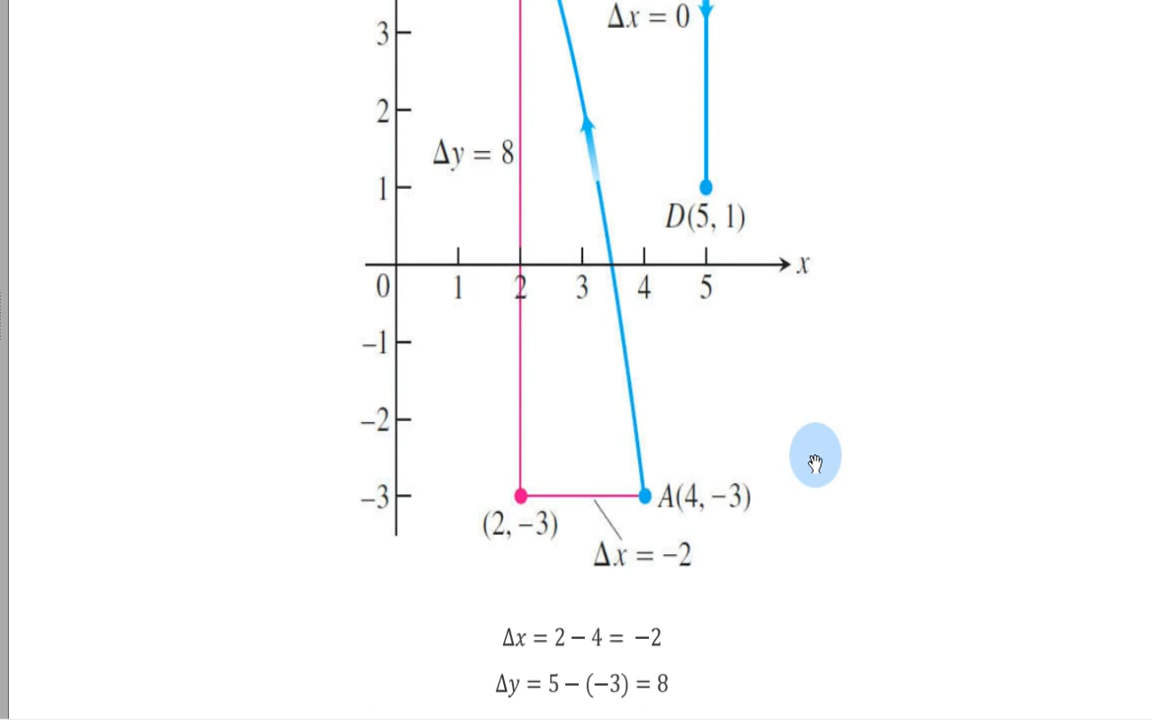 Δx = 0
3
2
Δy = 8
1
D(5, 1)
x
0 1 2 3 4 5
−1
−2
−3
A(4, −3)
(2, −3)
Δx = −2
Δx = 2 − 4 = −2
Δy = 5 − (−3) = 8